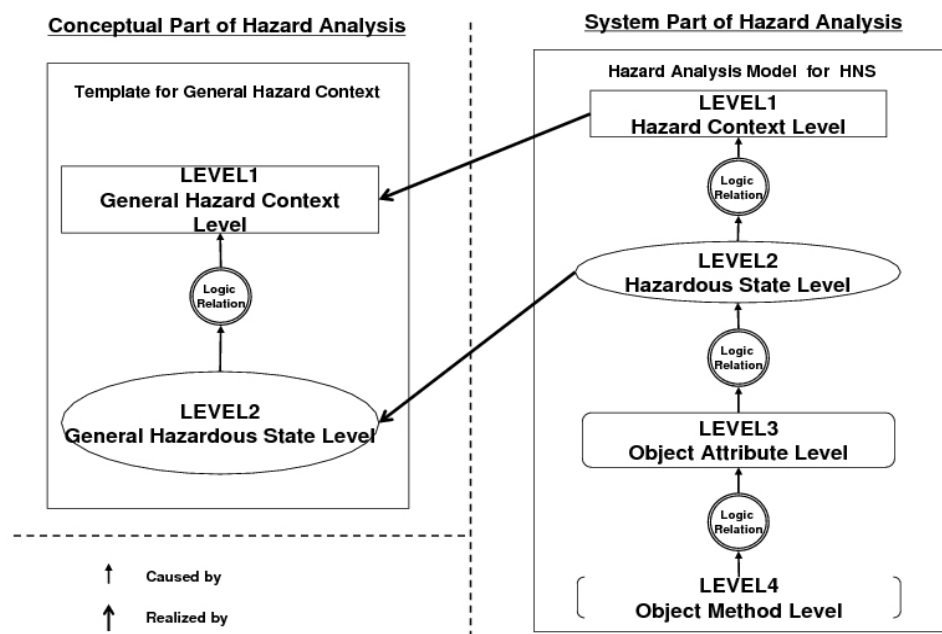 Conceptual Part of Hazard Analysis
Template for General Hazard Context
LEVEL1
General Hazard Context
Level
Logic
Relation
LEVEL2
General Hazardous State Level
Caused by
Realized by
System Part of Hazard Analysis
Hazard Analysis Model for HNS
LEVEL1
Hazard Context Level
Logic
Relation
LEVEL2
Hazardous State Level
Logic
Relation
LEVEL3
Object Attribute Level
Logic
Relation
LEVEL4
Object Method Level